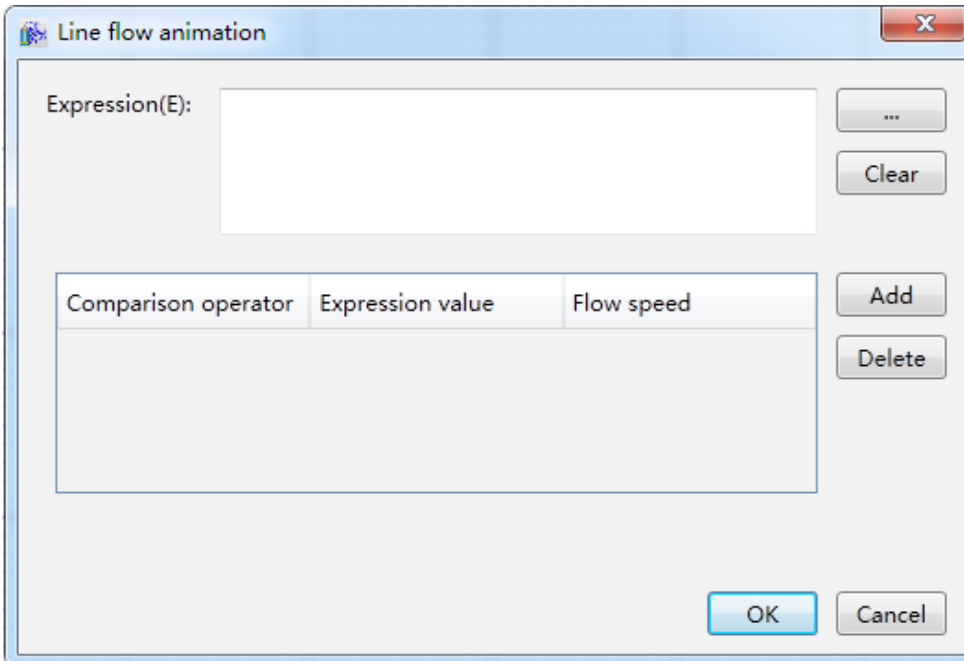 Line flow animation
Expression(E):
...
Clear
Comparison operator Expression value Flow speed
Add
Delete
OK Cancel